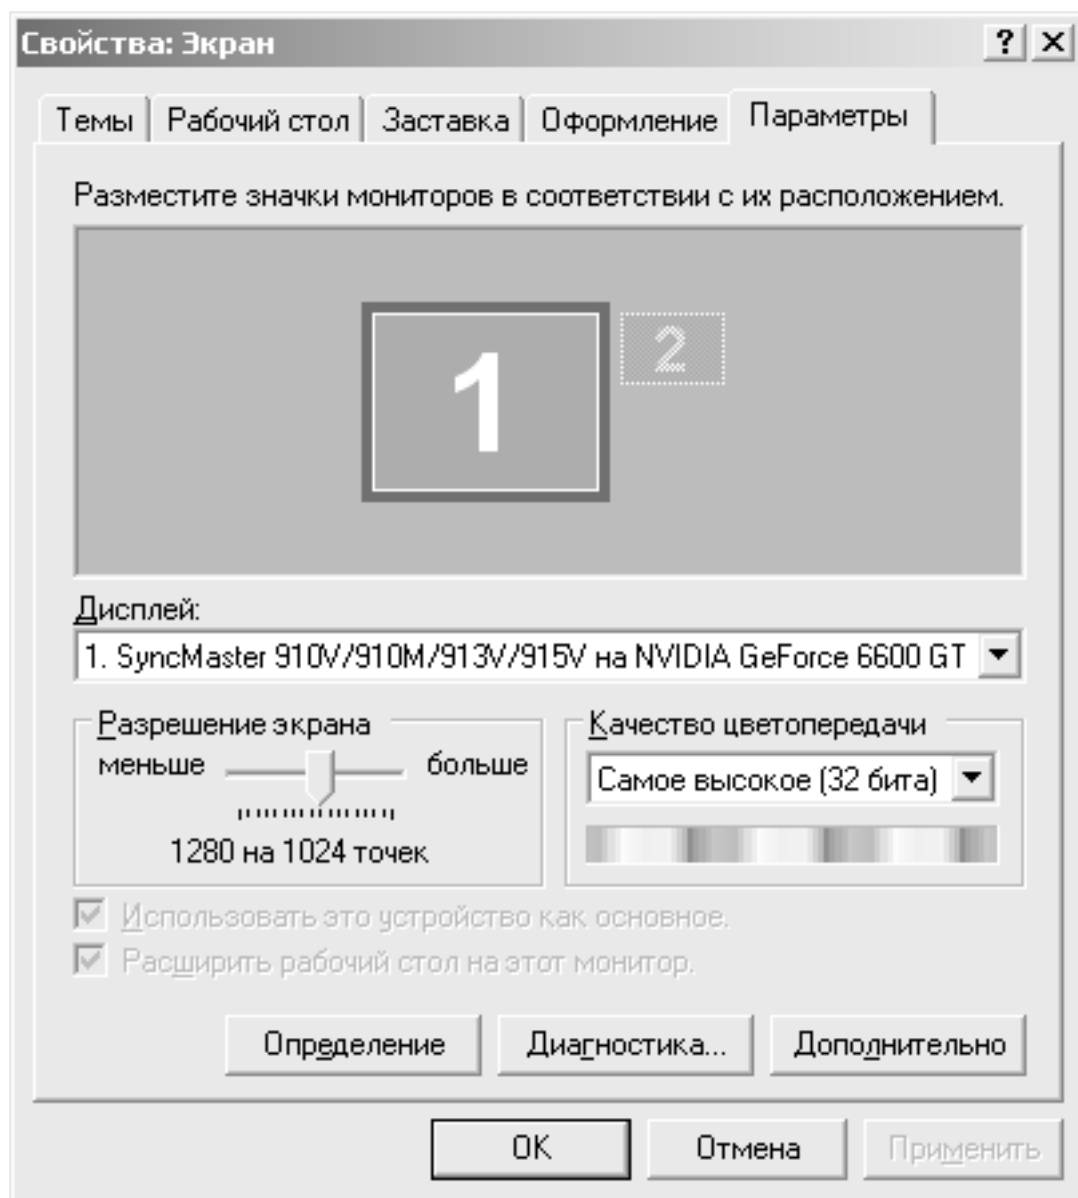 Свойства: Экран
Темы Рабочий стол Заставка Оформление Параметры
Разместите значки мониторов в соответствии с их расположением.
1 2
Дисплей:
1. SyncMaster 910V/910M/913V/915V на NVIDIA GeForce 6600 GT
Разрешение экрана
меньше больше
1280 на 1024 точек
Качество цветопередачи
Самое высокое (32 бита)
Использовать это устройство как основное.
Расширить рабочий стол на этот монитор.
Определение Диагностика... Дополнительно
OK Отмена Применить